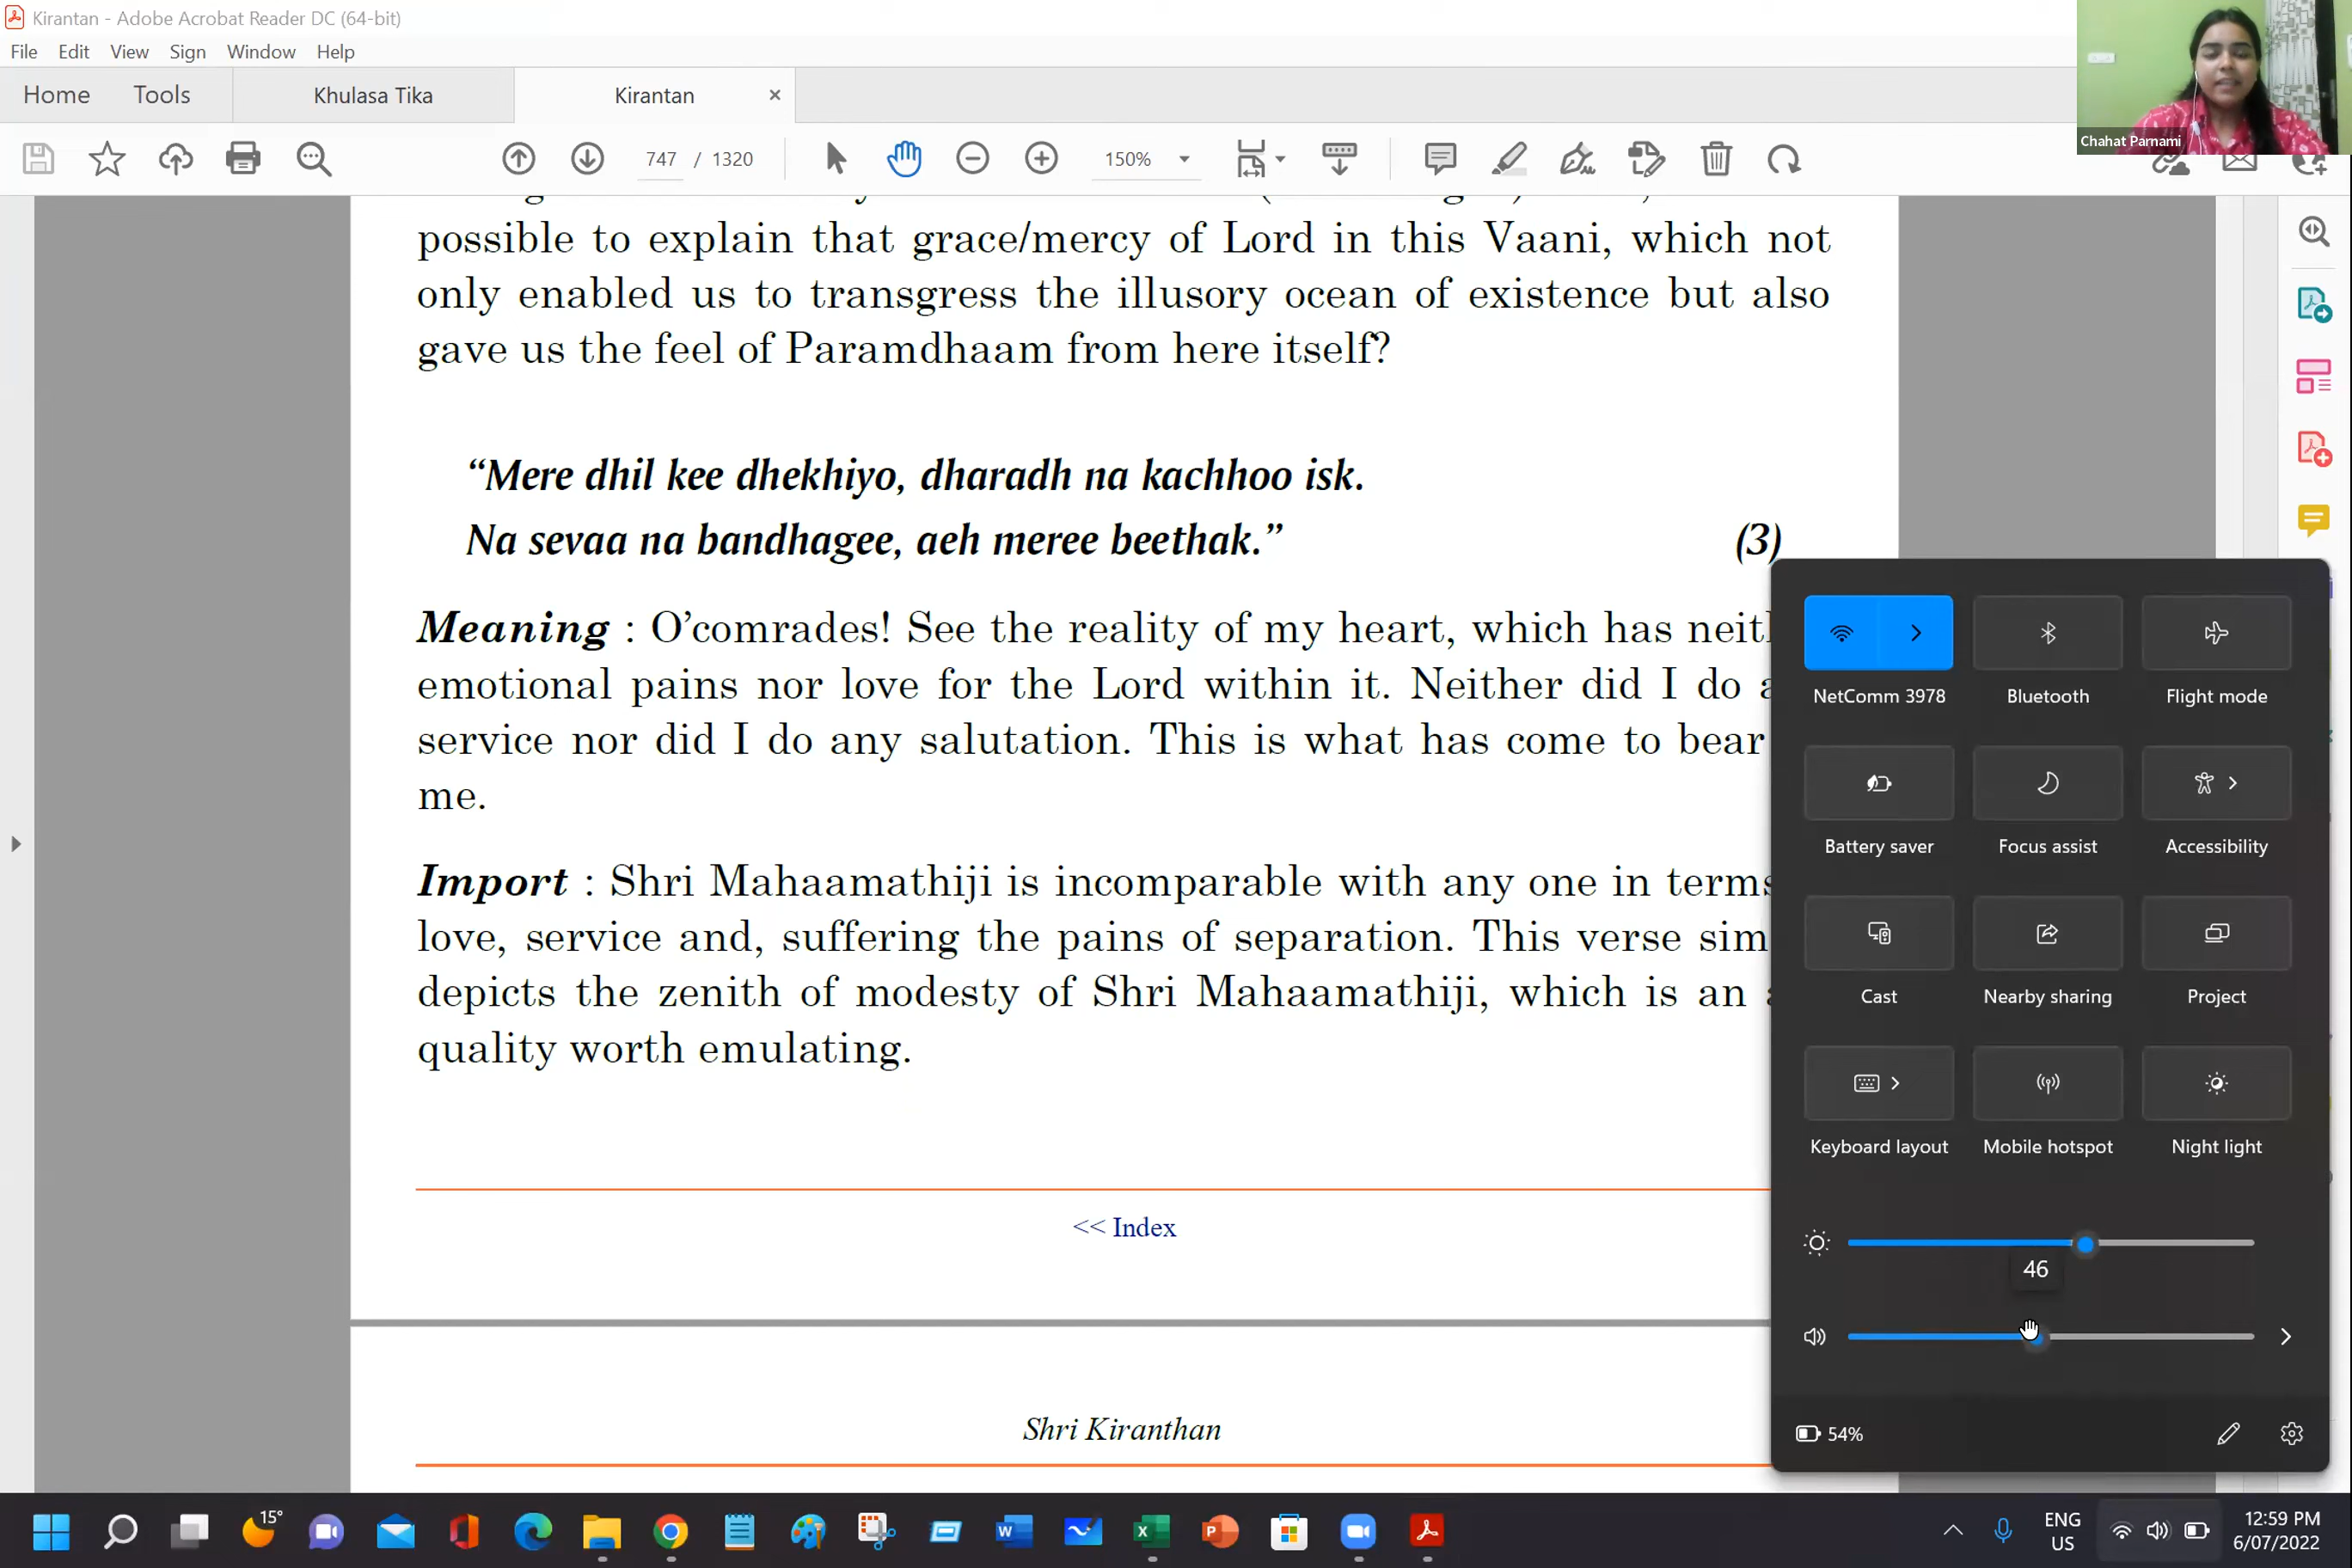 Kirantan - Adobe Acrobat Reader DC (64-bit)
File Edit View Sign Window Help
Home Tools Khulasa Tika Kirantan
747 / 1320 150%
Chahat Parnami
possible to explain that grace/mercy of Lord in this Vaani, which not
only enabled us to transgress the illusory ocean of existence but also
gave us the feel of Paramdhaam from here itself?
“Mere dhil kee dhekhiyo, dharadh na kachhoo isk.
Na sevaa na bandhagee, aeh meree beethak.” (3)
Meaning : O’comrades! See the reality of my heart, which has
emotional pains nor love for the Lord within it. Neither did I do
service nor did I do any salutation. This is what has come to bear
me.
Import : Shri Mahaamathiji is incomparable with any one in terms
love, service and, suffering the pains of separation. This verse
depicts the zenith of modesty of Shri Mahaamathiji, which is an
quality worth emulating.
<< Index
Shri Kiranthan
NetComm 3978 Bluetooth Flight mode
Battery saver Focus assist Accessibility
Cast Nearby sharing Project
Keyboard layout Mobile hotspot Night light
46
54%
15°
ENG
US
12:59 PM
6/07/2022